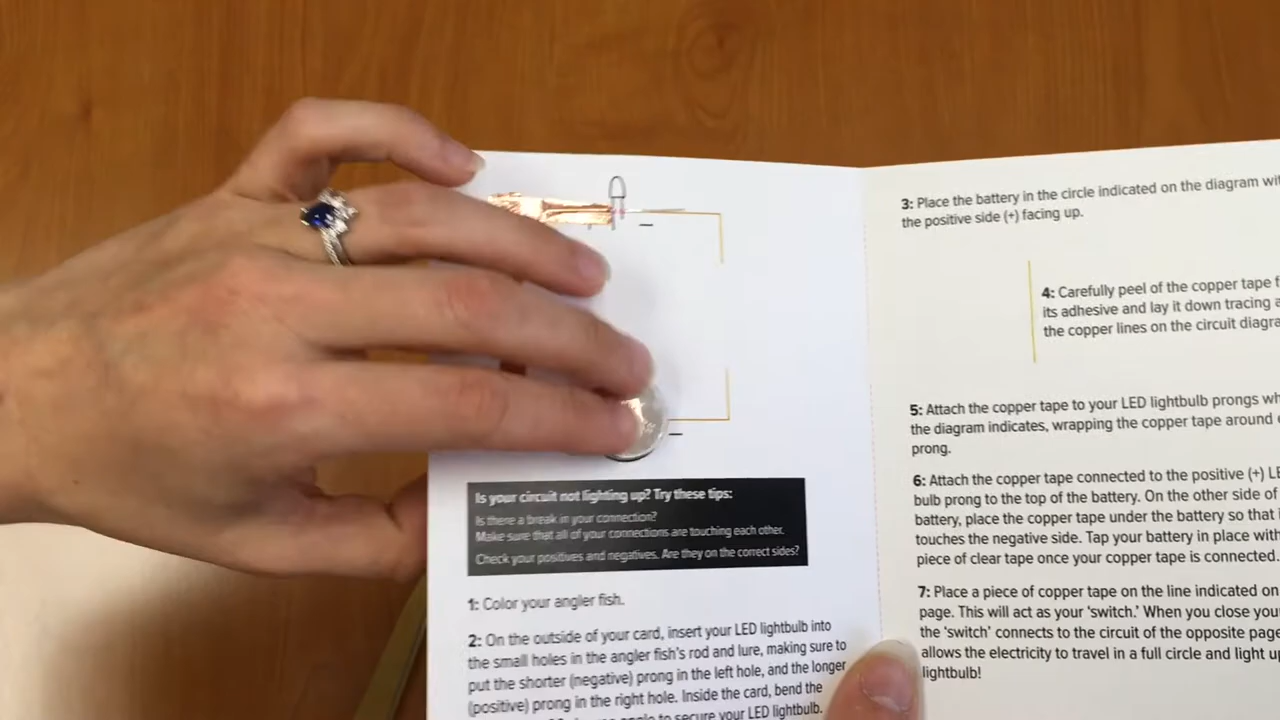 Is your circuit not lighting up? Try these tips:
Is there a break in your connection?
Make sure that all of your connections are touching each other.
Check your positives and negatives. Are they on the correct sides?
1: Color your angler fish.
2: On the outside of your card, insert your LED lightbulb into
the small holes in the angler fish's rod and lure, making sure to
put the shorter (negative) prong in the left hole, and the longer
(positive) prong in the right hole. Inside the card, bend the
to secure your LED lightbulb.
3: Place the battery in the circle indicated on the diagram
the positive side (+) facing up.
4: Carefully peel of the copper tape
its adhesive and lay it down tracing
the copper lines on the circuit
5: Attach the copper tape to your LED lightbulb prongs
the diagram indicates, wrapping the copper tape around
prong.
6: Attach the copper tape connected to the positive (+)
bulb prong to the top of the battery. On the other side of
battery, place the copper tape under the battery so that
touches the negative side. Tap your battery in place
piece of clear tape once your copper tape is connected.
7: Place a piece of copper tape on the line indicated on
page. This will act as your 'switch.' When you close
the 'switch' connects to the circuit of the opposite
allows the electricity to travel in a full circle and light
lightbulb!